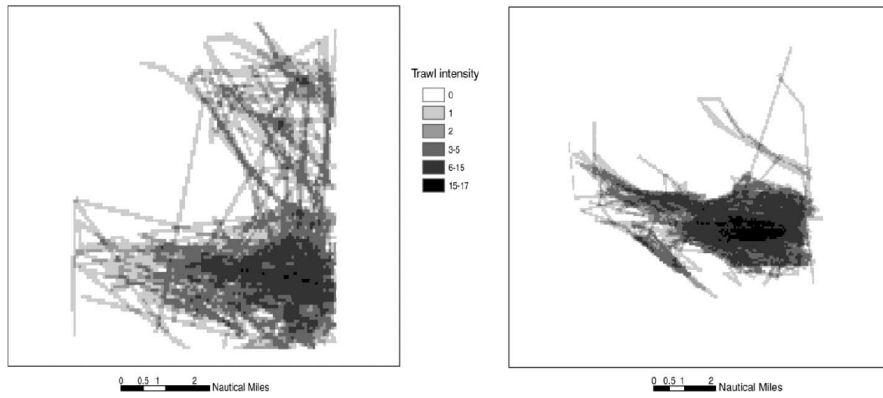 Trawl intensity
0
1
2
3-5
6-15
15-17
0 0.5 1 2
Nautical Miles
0 0.5 1 2
Nautical Miles